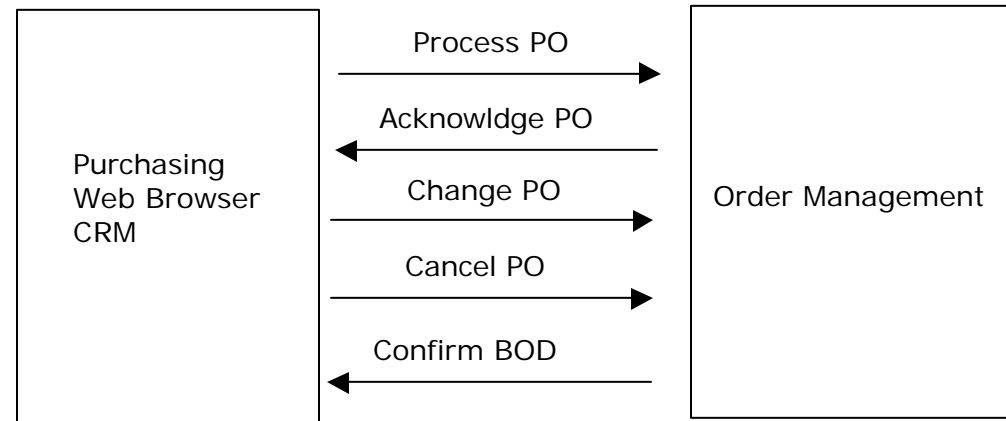 Purchasing
Web Browser
CRM
Process PO
Acknowldge PO
Change PO
Cancel PO
Confirm BOD
Order Management